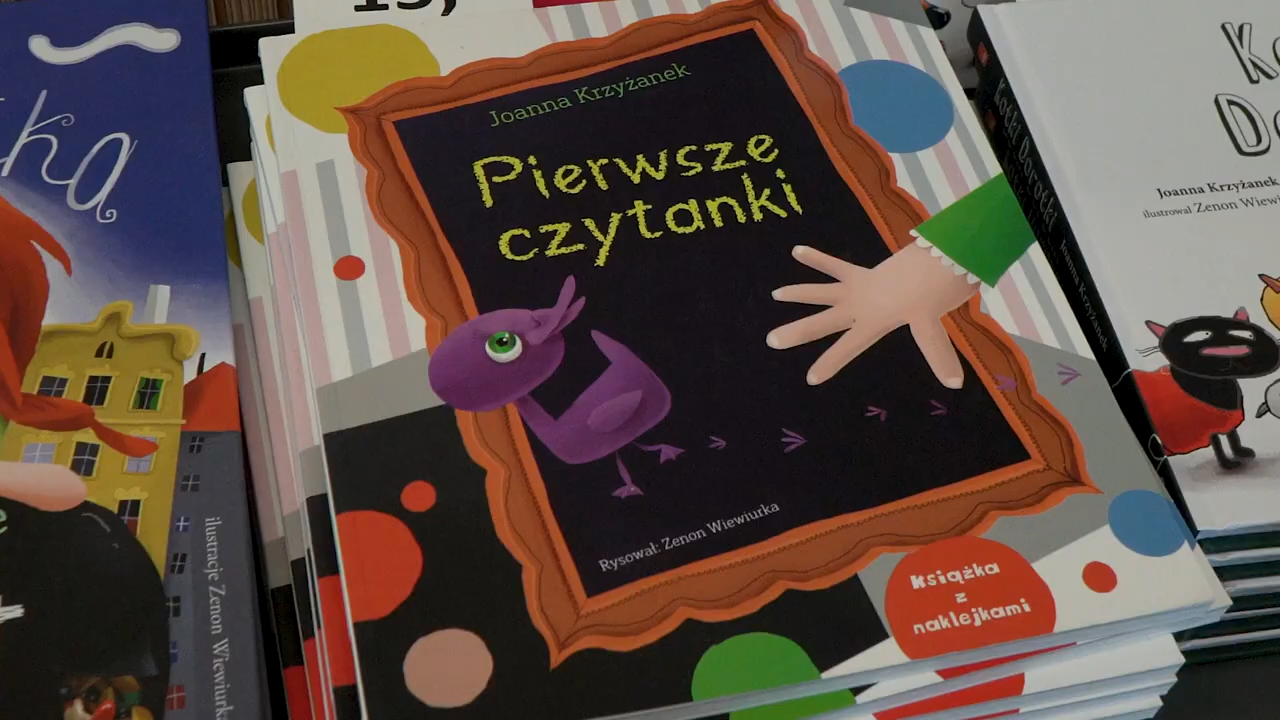 15,
Joanna Krzyżanek
Pierwsze
czytanki
Rysował: Zenon Wiewiurka
Książka
z
naklejkami
ilustracje Zenon Wiewiurka
Kotki Dorotki
Joanna Krzyżanek
Joanna Krzyżanek
ilustrował Zenon